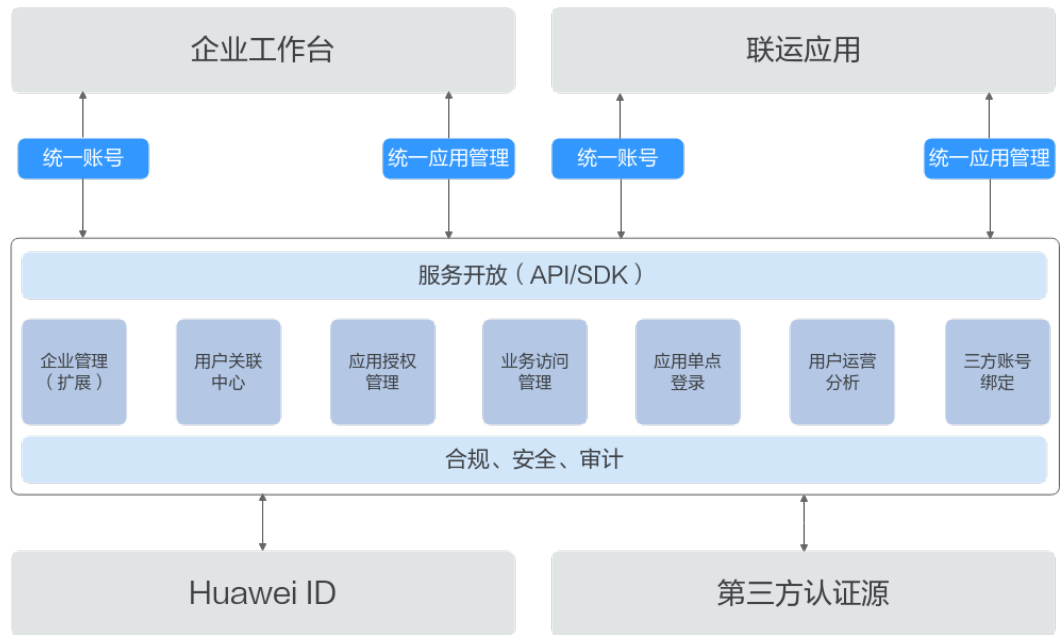 企业工作台
联运应用
统一账号
统一应用管理
统一账号
统一应用管理
服务开放（API/SDK）
企业管理
（扩展）
用户关联
中心
应用授权
管理
业务访问
管理
应用单点
登录
用户运营
分析
三方账号
绑定
合规、安全、审计
Huawei ID
第三方认证源